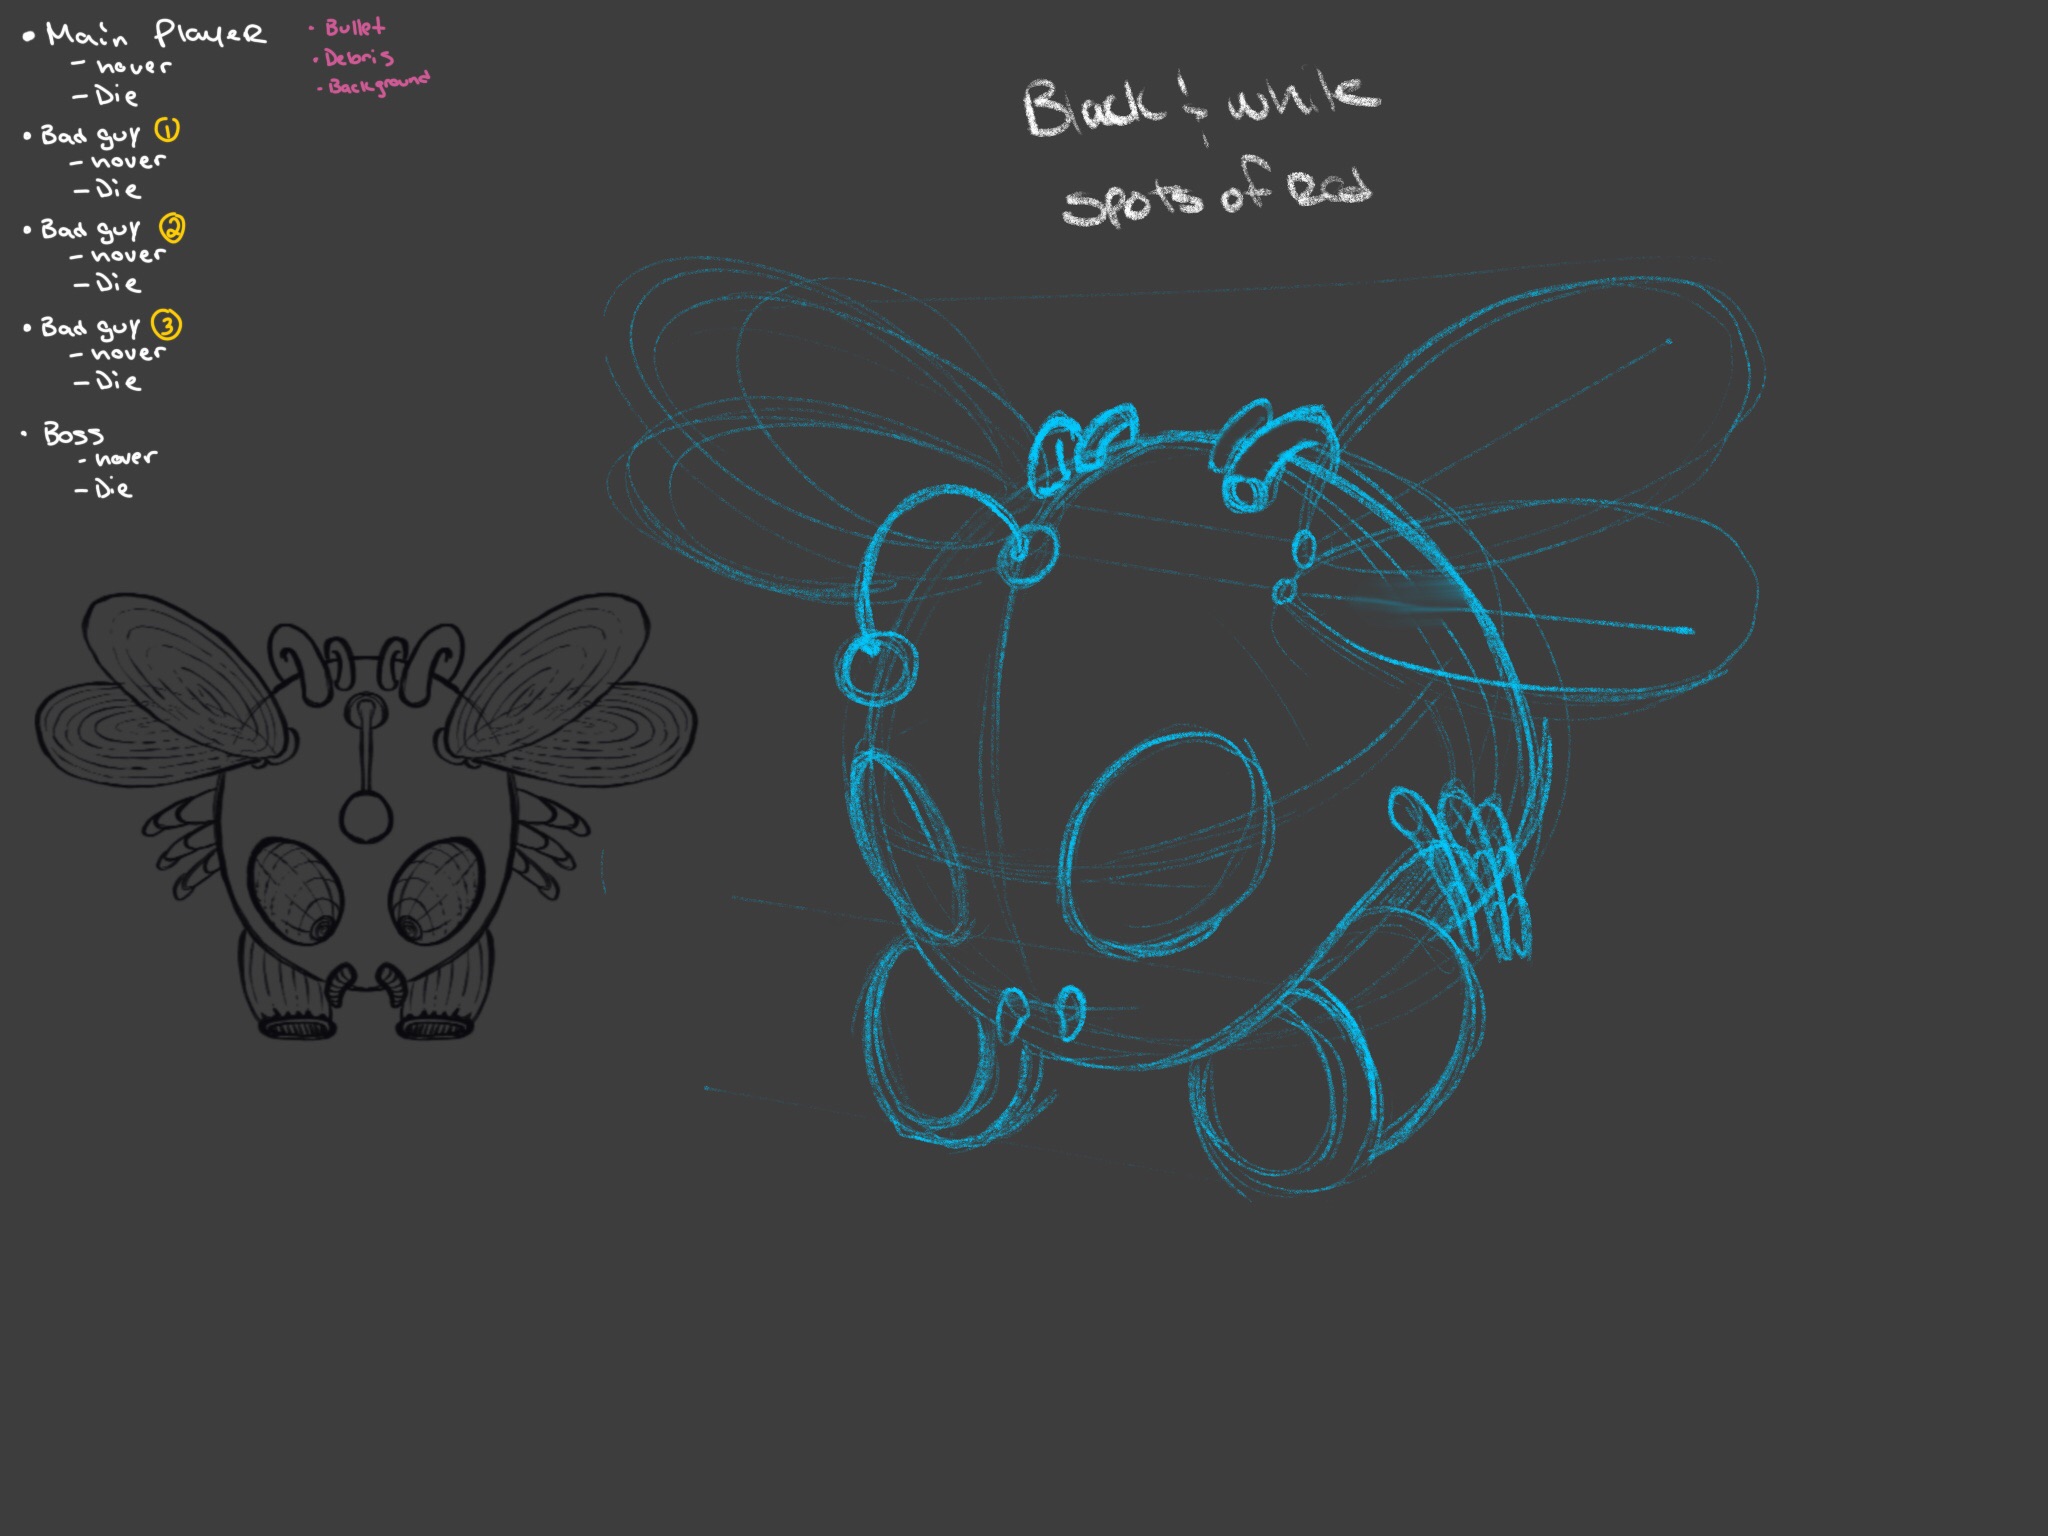 • Main Player
- hover
- Die
• Bad guy ①
- hover
- Die
• Bad guy ②
- hover
- Die
• Bad guy ③
- hover
- Die
• Boss
- hover
- Die
• Bullet
• Debris
• Background
Black & white
spots of Red